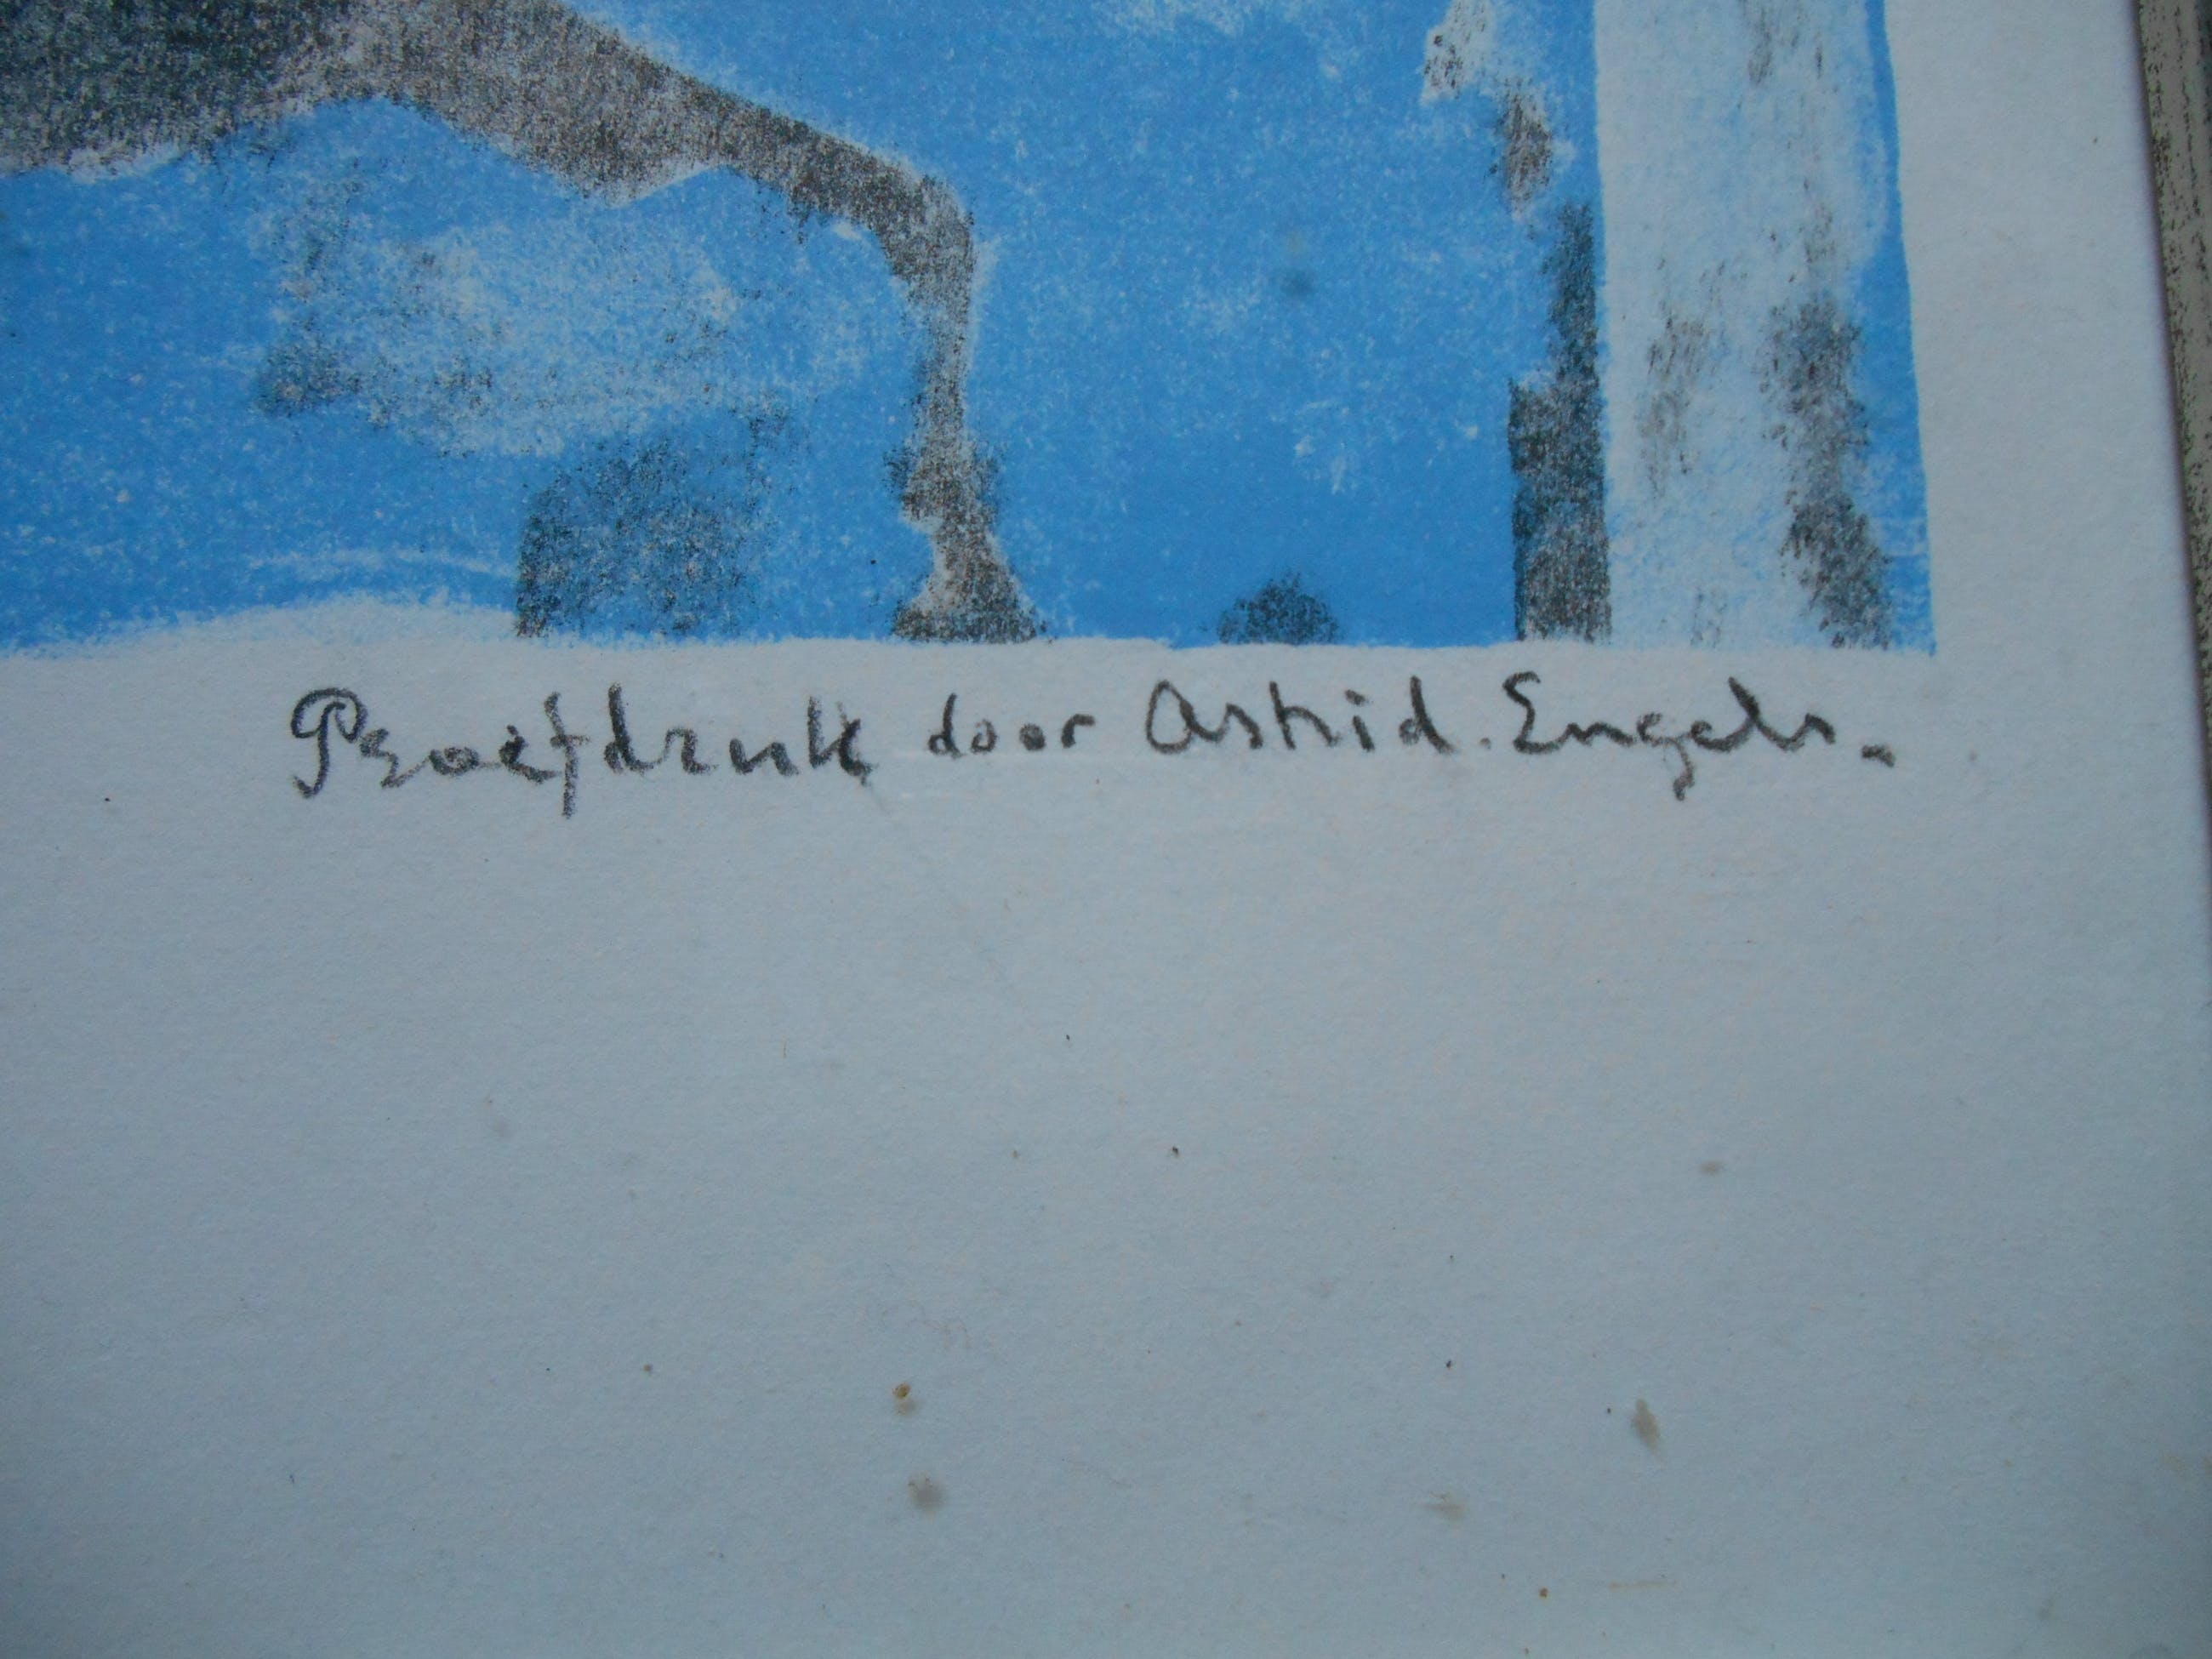 Proefdruk door Astrid. Engels.